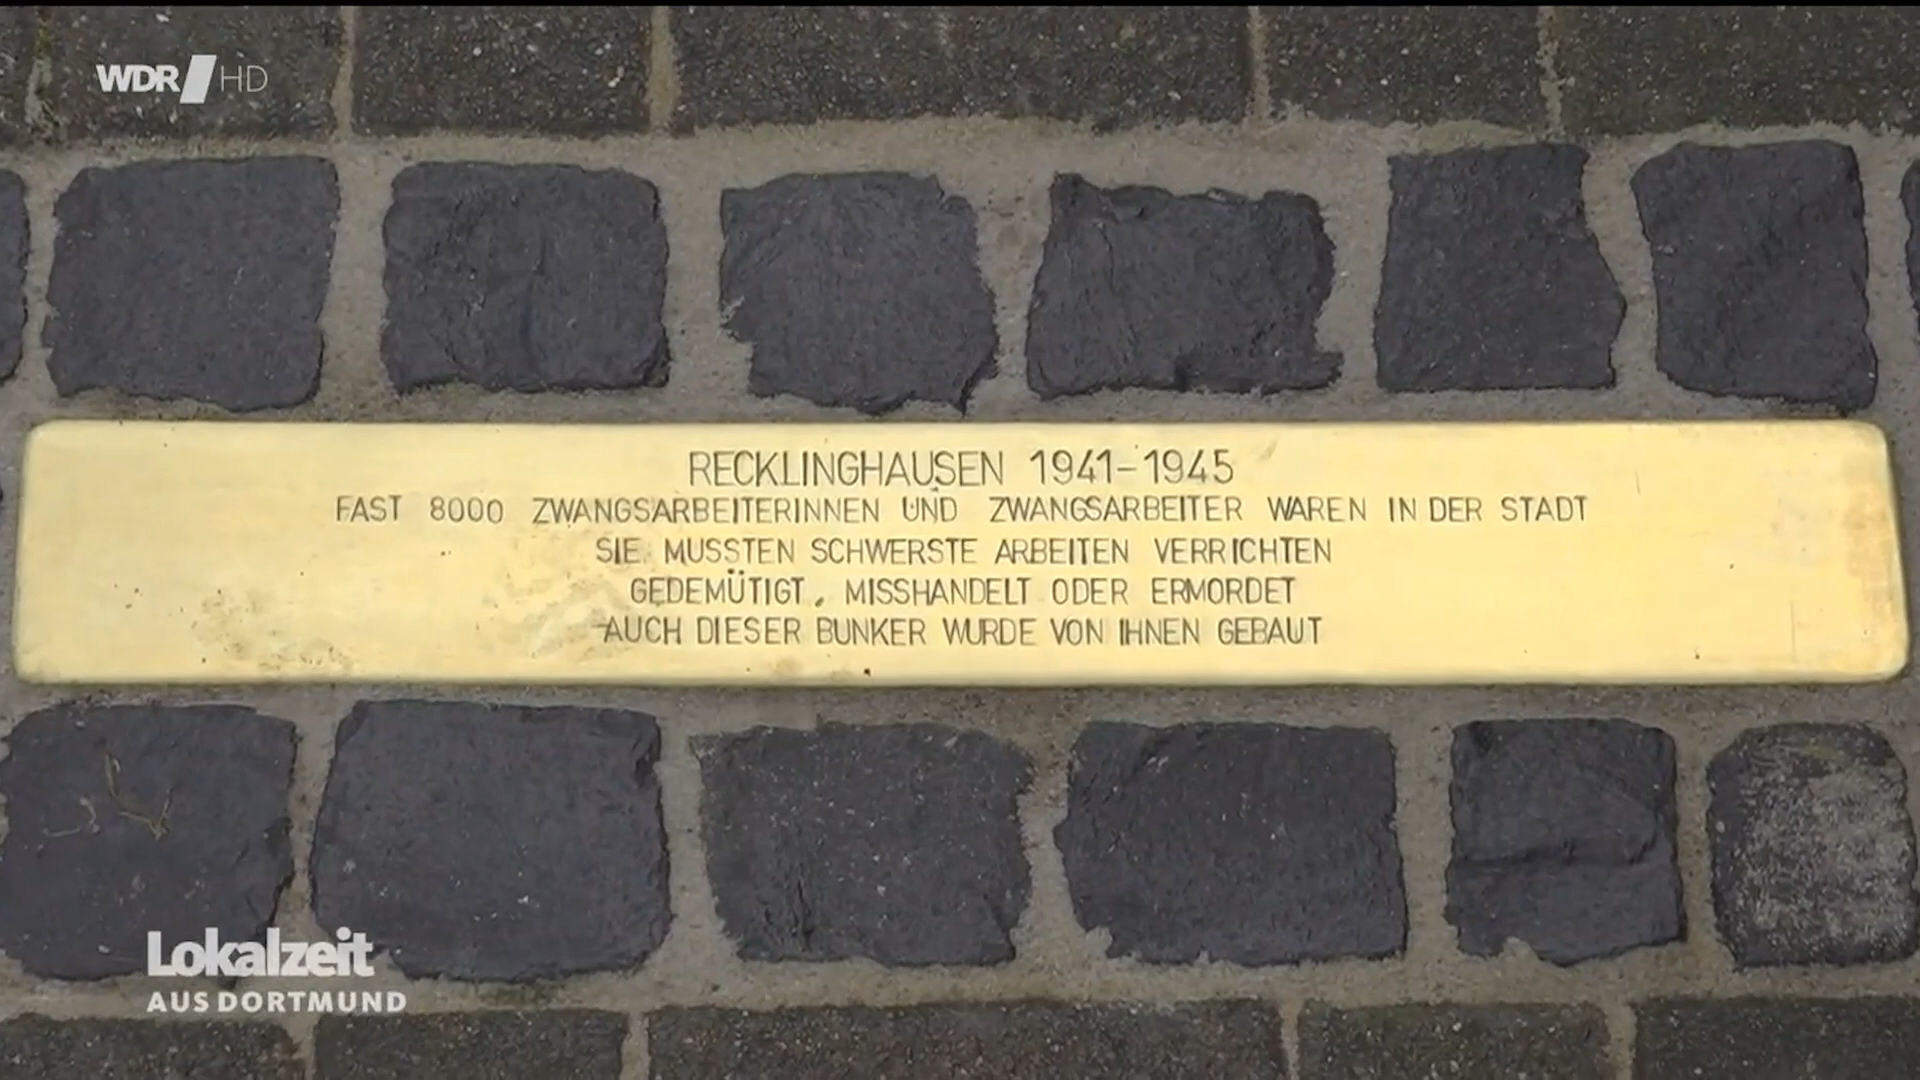 WDR HD
RECKLINGHAUSEN 1941-1945
FAST 8000 ZWANGSARBEITERINNEN UND ZWANGSARBEITER WAREN IN DER STADT
SIE MUSSTEN SCHWERSTE ARBEITEN VERRICHTEN
GEDEMÜTIGT, MISSHANDELT ODER ERMORDET
AUCH DIESER BUNKER WURDE VON IHNEN GEBAUT
Lokalzeit
AUS DORTMUND